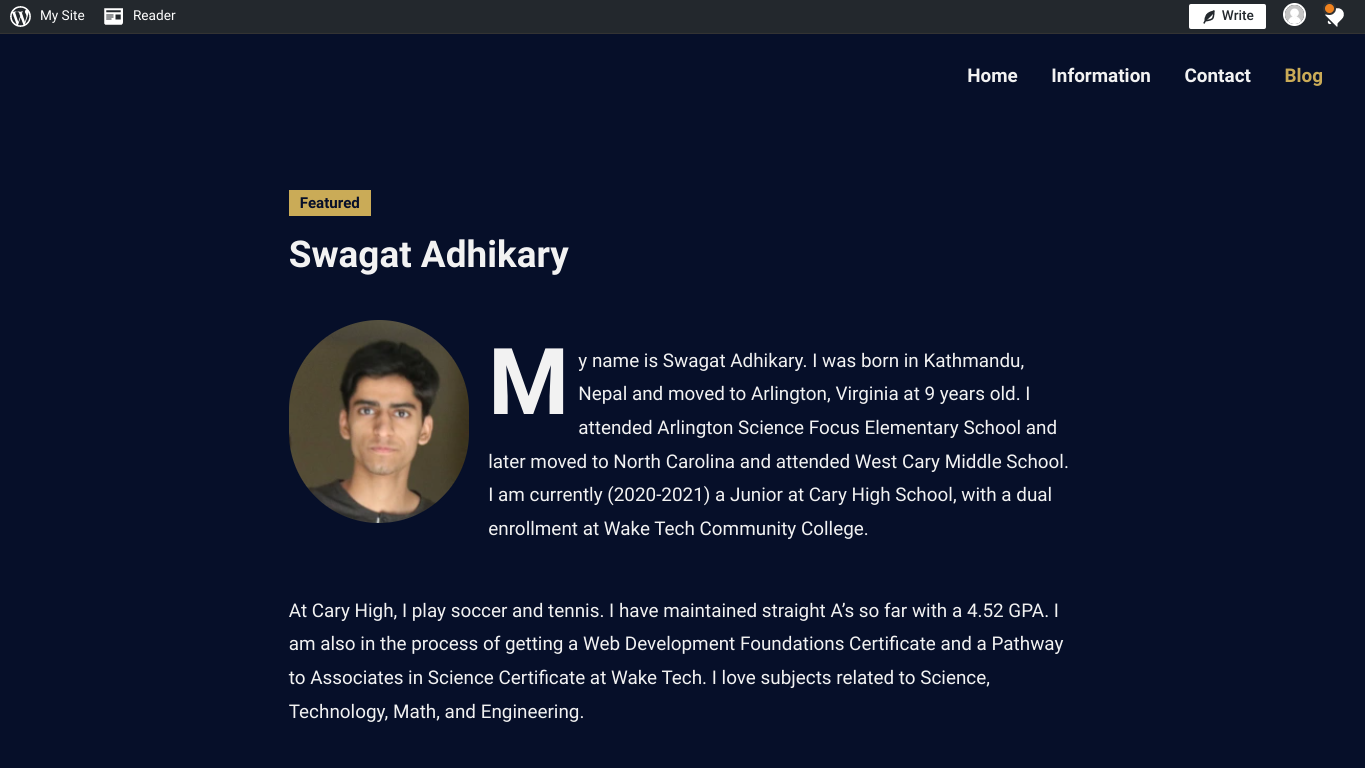 My Site Reader Write
Home Information Contact Blog
Featured
Swagat Adhikary
My name is Swagat Adhikary. I was born in Kathmandu,
Nepal and moved to Arlington, Virginia at 9 years old. I
attended Arlington Science Focus Elementary School and
later moved to North Carolina and attended West Cary Middle School.
I am currently (2020-2021) a Junior at Cary High School, with a dual
enrollment at Wake Tech Community College.
At Cary High, I play soccer and tennis. I have maintained straight A’s so far with a 4.52 GPA. I
am also in the process of getting a Web Development Foundations Certificate and a Pathway
to Associates in Science Certificate at Wake Tech. I love subjects related to Science,
Technology, Math, and Engineering.